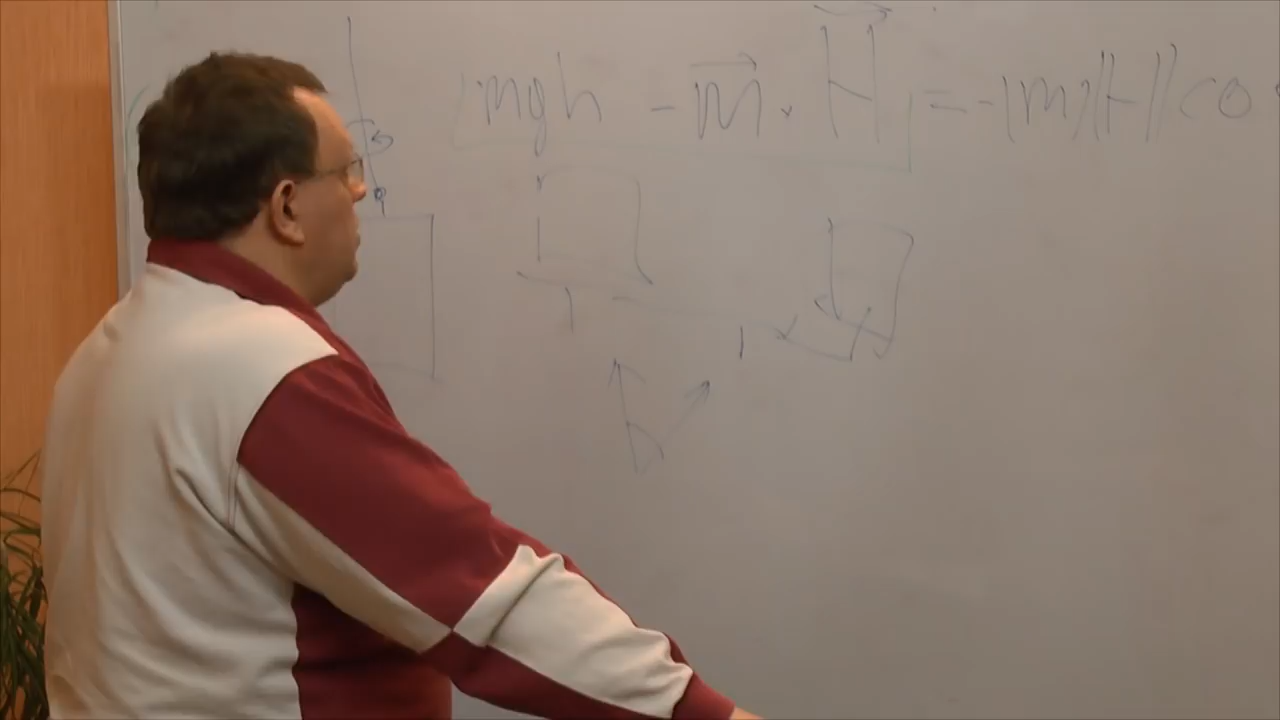 mgh - m⃗ · H⃗ = -|m||H| co